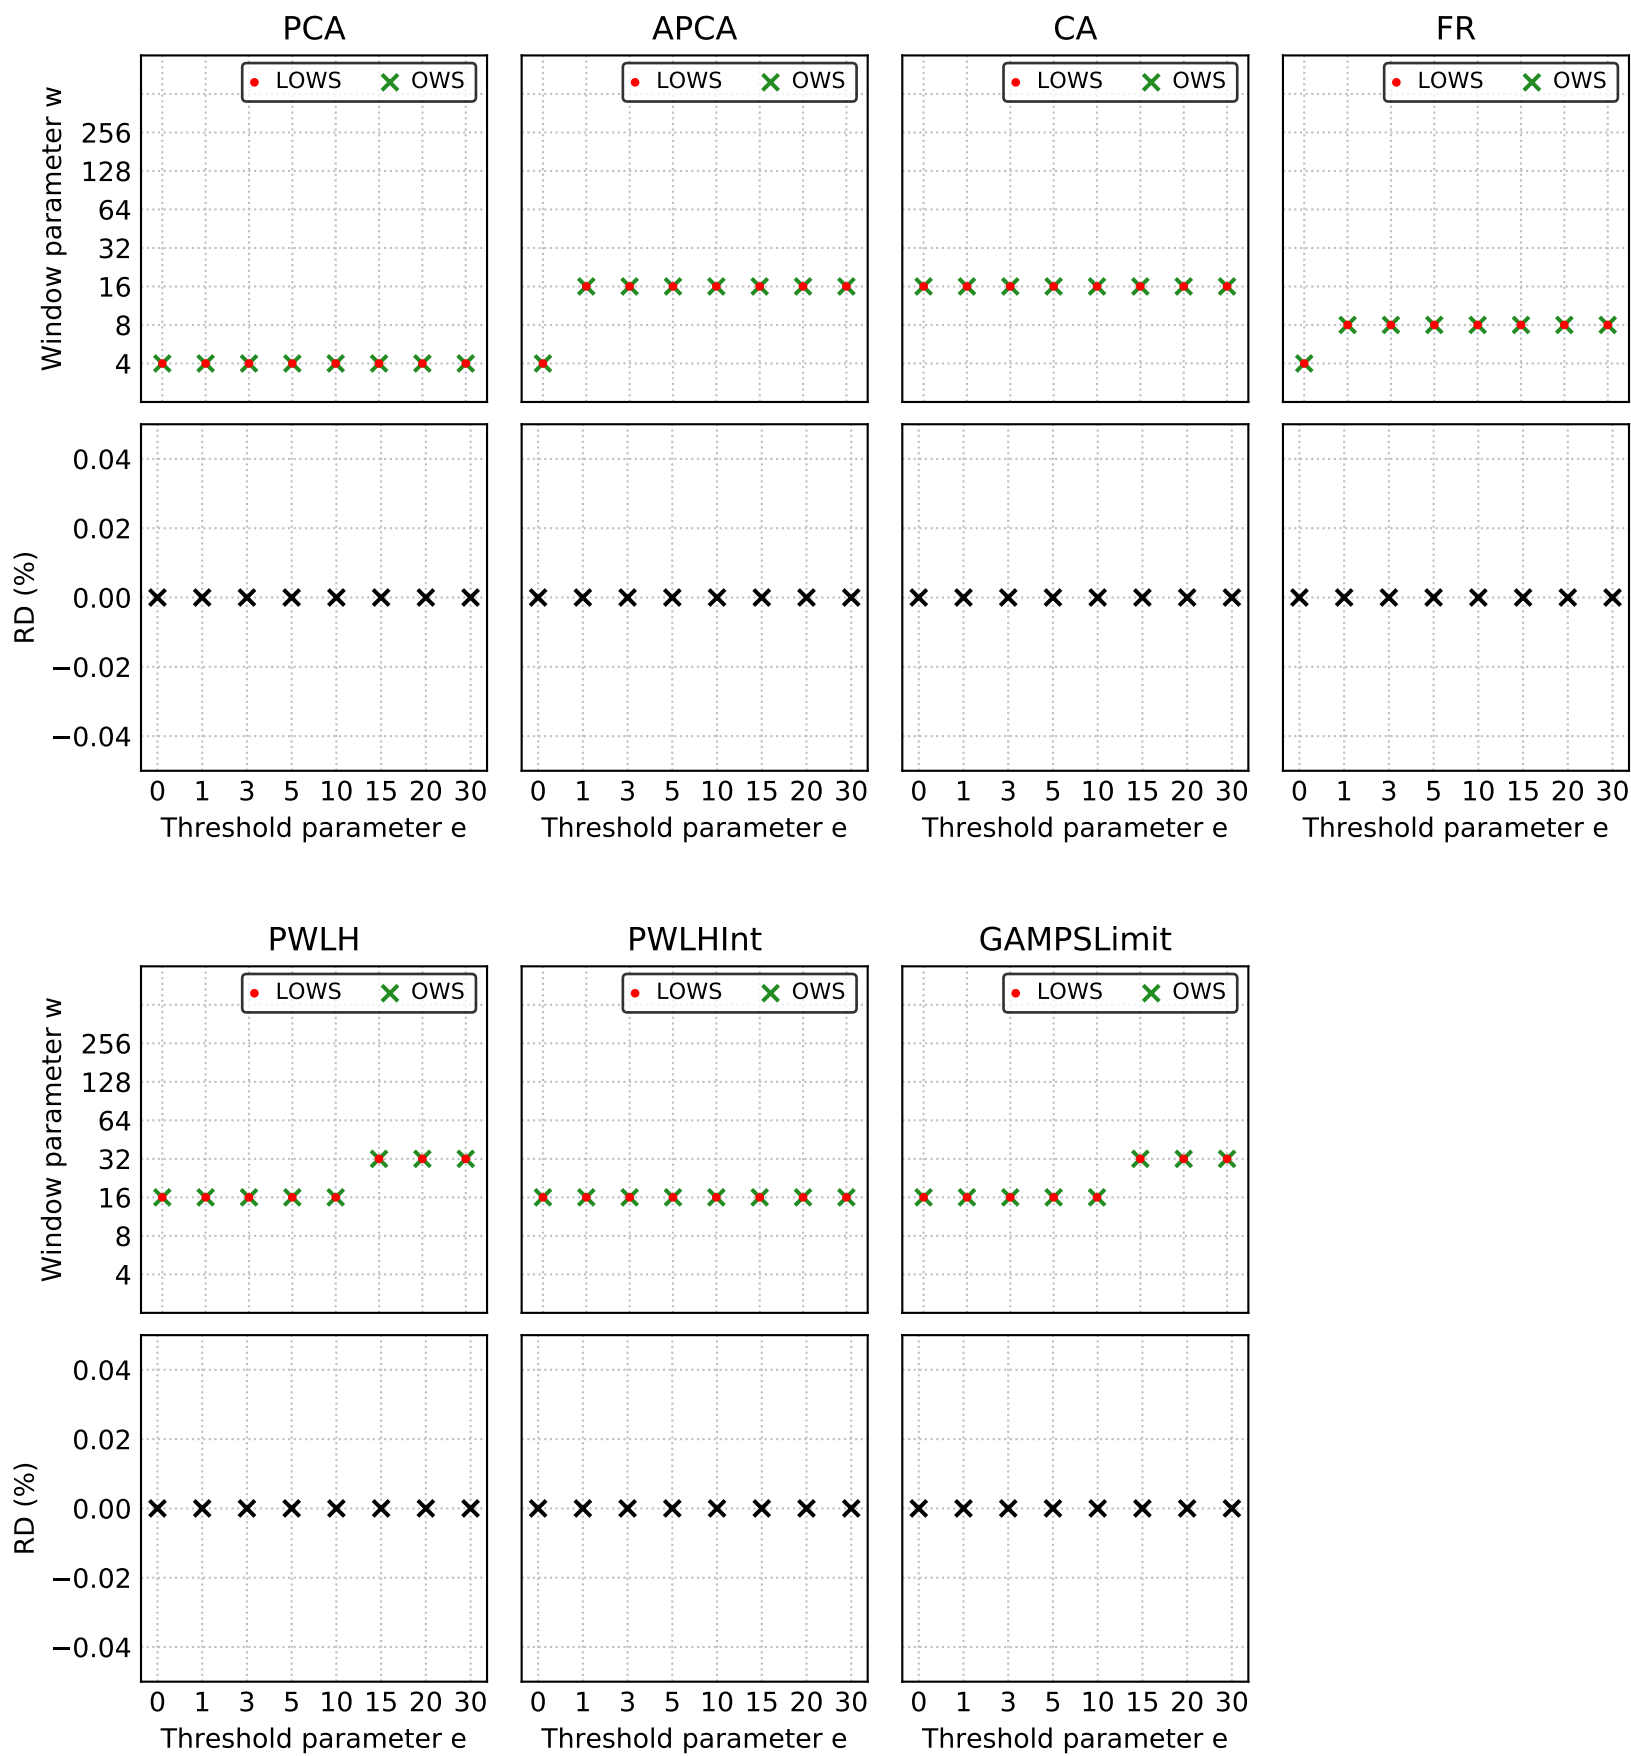 PCA APCA CA FR
LOWS OWS LOWS OWS LOWS OWS LOWS OWS
Window parameter w
256
128
64
32
16
8
4
RD (%)
0.04
0.02
0.00
−0.02
−0.04
0 1 3 5 10 15 20 30 0 1 3 5 10 15 20 30 0 1 3 5 10 15 20 30 0 1 3 5 10 15 20 30
Threshold parameter e Threshold parameter e Threshold parameter e Threshold parameter e
PWLH PWLHInt GAMPSLimit
LOWS OWS LOWS OWS LOWS OWS
Window parameter w
256
128
64
32
16
8
4
RD (%)
0.04
0.02
0.00
−0.02
−0.04
0 1 3 5 10 15 20 30 0 1 3 5 10 15 20 30 0 1 3 5 10 15 20 30
Threshold parameter e Threshold parameter e Threshold parameter e